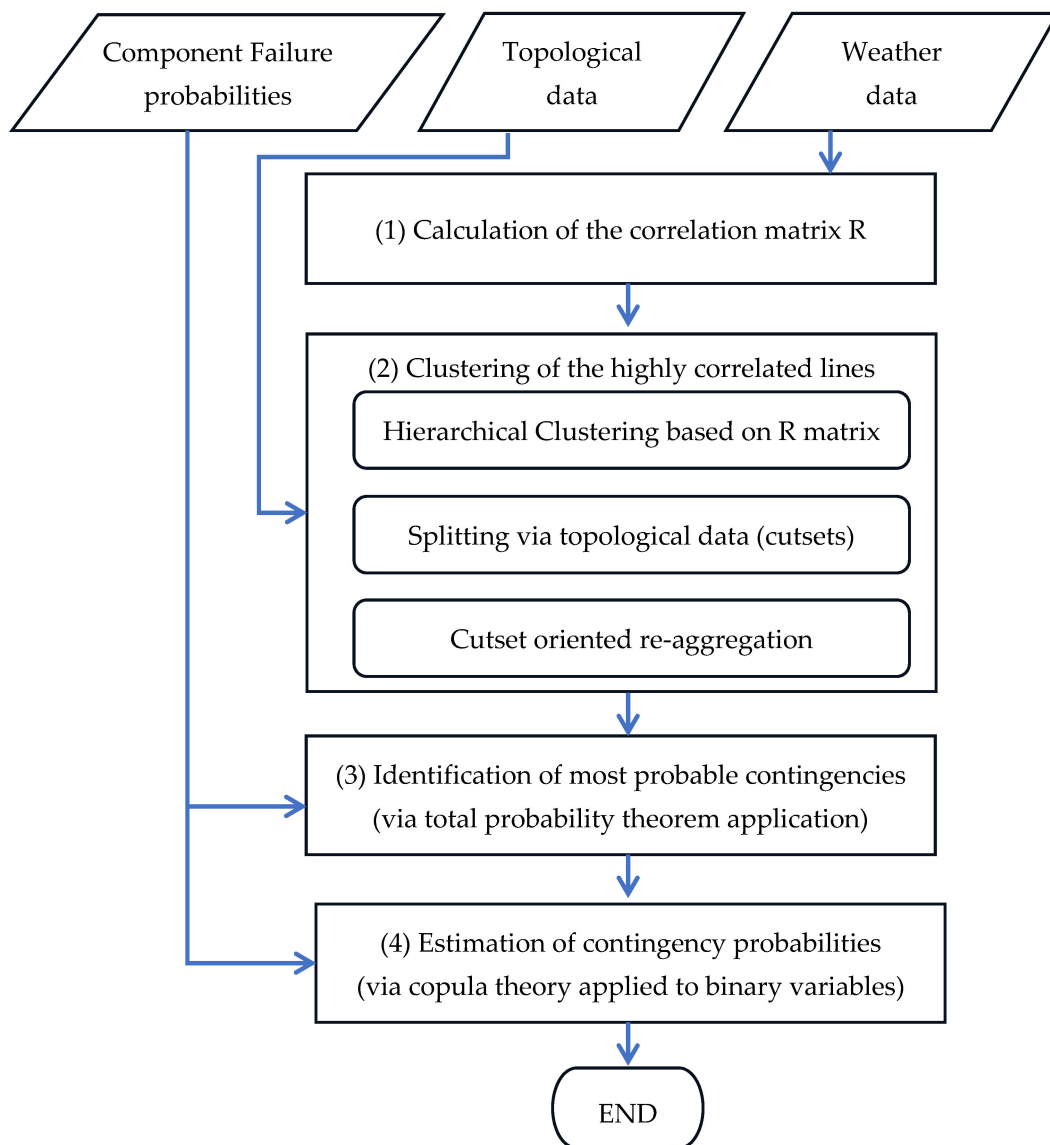 Component Failure
probabilities
Topological
data
Weather
data
(1) Calculation of the correlation matrix R
(2) Clustering of the highly correlated lines
Hierarchical Clustering based on R matrix
Splitting via topological data (cutsets)
Cutset oriented re-aggregation
(3) Identification of most probable contingencies
(via total probability theorem application)
(4) Estimation of contingency probabilities
(via copula theory applied to binary variables)
END